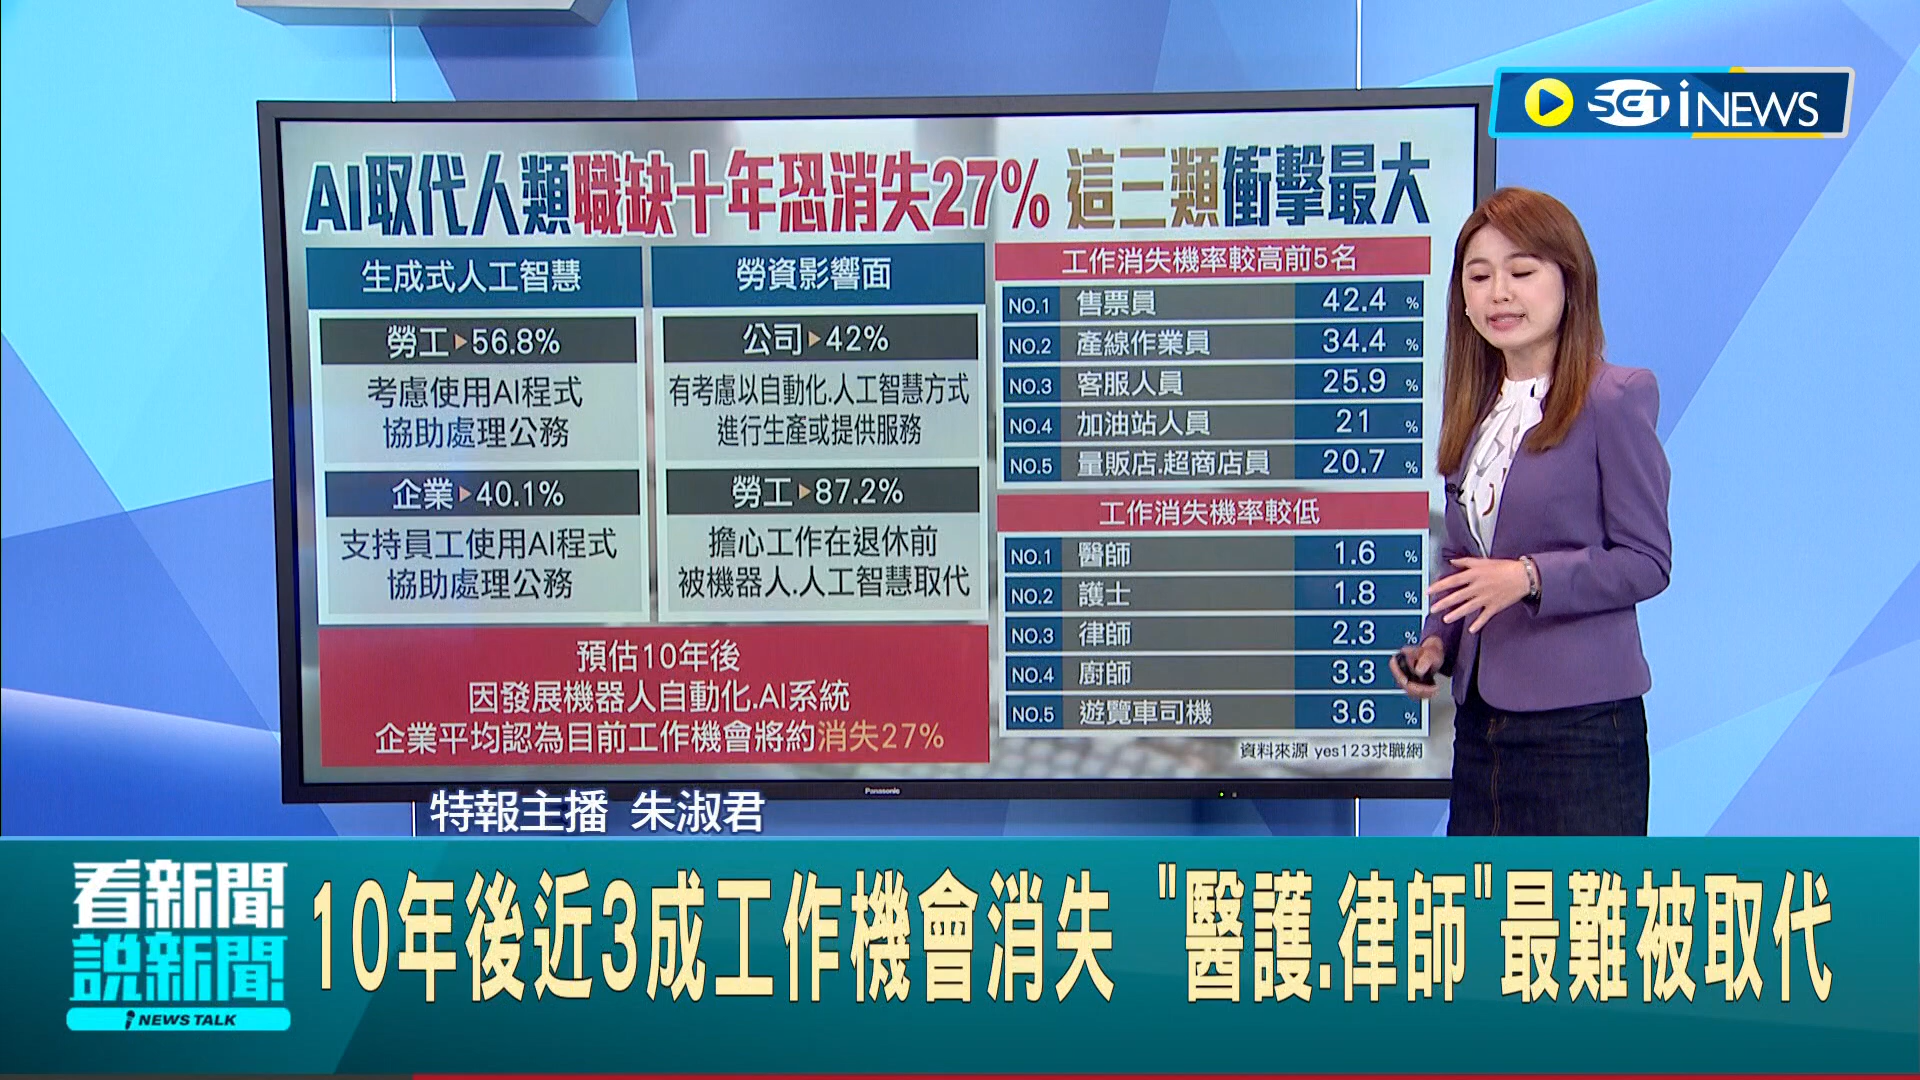 SET iNEWS
AI取代人類職缺十年恐消失27% 這三類衝擊最大
生成式人工智慧
勞工▸56.8%
考慮使用AI程式
協助處理公務
企業▸40.1%
支持員工使用AI程式
協助處理公務
勞資影響面
公司▸42%
有考慮以自動化.人工智慧方式
進行生產或提供服務
勞工▸87.2%
擔心工作在退休前
被機器人.人工智慧取代
預估10年後
因發展機器人自動化.AI系統
企業平均認為目前工作機會將約消失27%
工作消失機率較高前5名
NO.1 售票員 42.4 %
NO.2 產線作業員 34.4 %
NO.3 客服人員 25.9 %
NO.4 加油站人員 21 %
NO.5 量販店.超商店員 20.7 %
工作消失機率較低
NO.1 醫師 1.6 %
NO.2 護士 1.8 %
NO.3 律師 2.3 %
NO.4 廚師 3.3
NO.5 遊覽車司機 3.6 %
資料來源 yes123求職網
Panasonic
特報主播 朱淑君
看新聞
說新聞
iNEWS TALK
10年後近3成工作機會消失 "醫護.律師"最難被取代